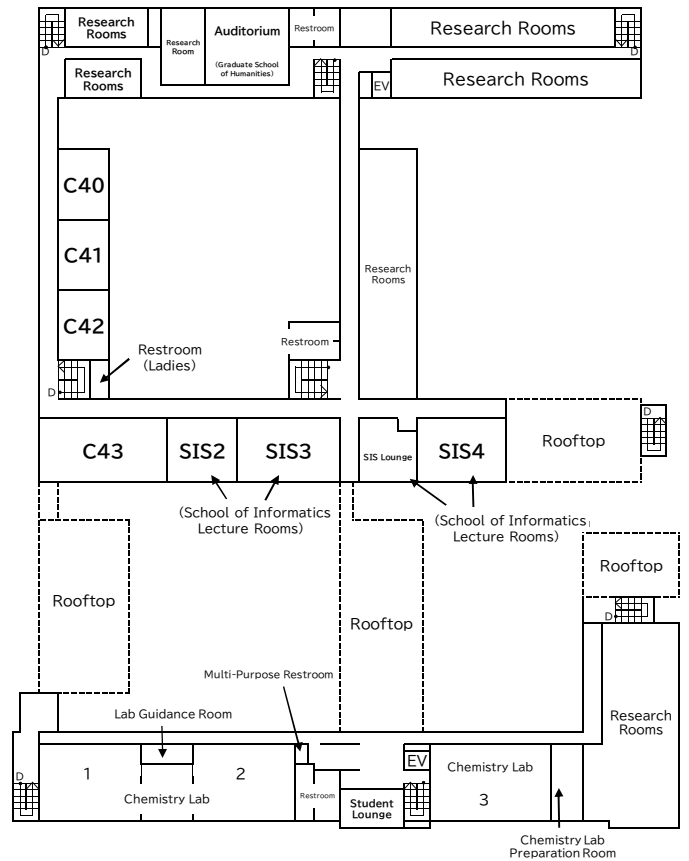 Research
Rooms
Research
Room
Auditorium
(Graduate School
of Humanities)
Restroom
Research Rooms
D
D
Research
Rooms
EV
Research Rooms
C40
C41
C42
Research
Rooms
Restroom
Restroom
(Ladies)
D
D
C43
SIS2
SIS3
SIS Lounge
SIS4
Rooftop
(School of Informatics
Lecture Rooms)
(School of Informatics
Lecture Rooms)
Rooftop
Rooftop
Rooftop
D
Multi-Purpose Restroom
Lab Guidance Room
Research
Rooms
D
1
2
Chemistry Lab
Restroom
Student
Lounge
EV
Chemistry Lab
3
Chemistry Lab
Preparation Room